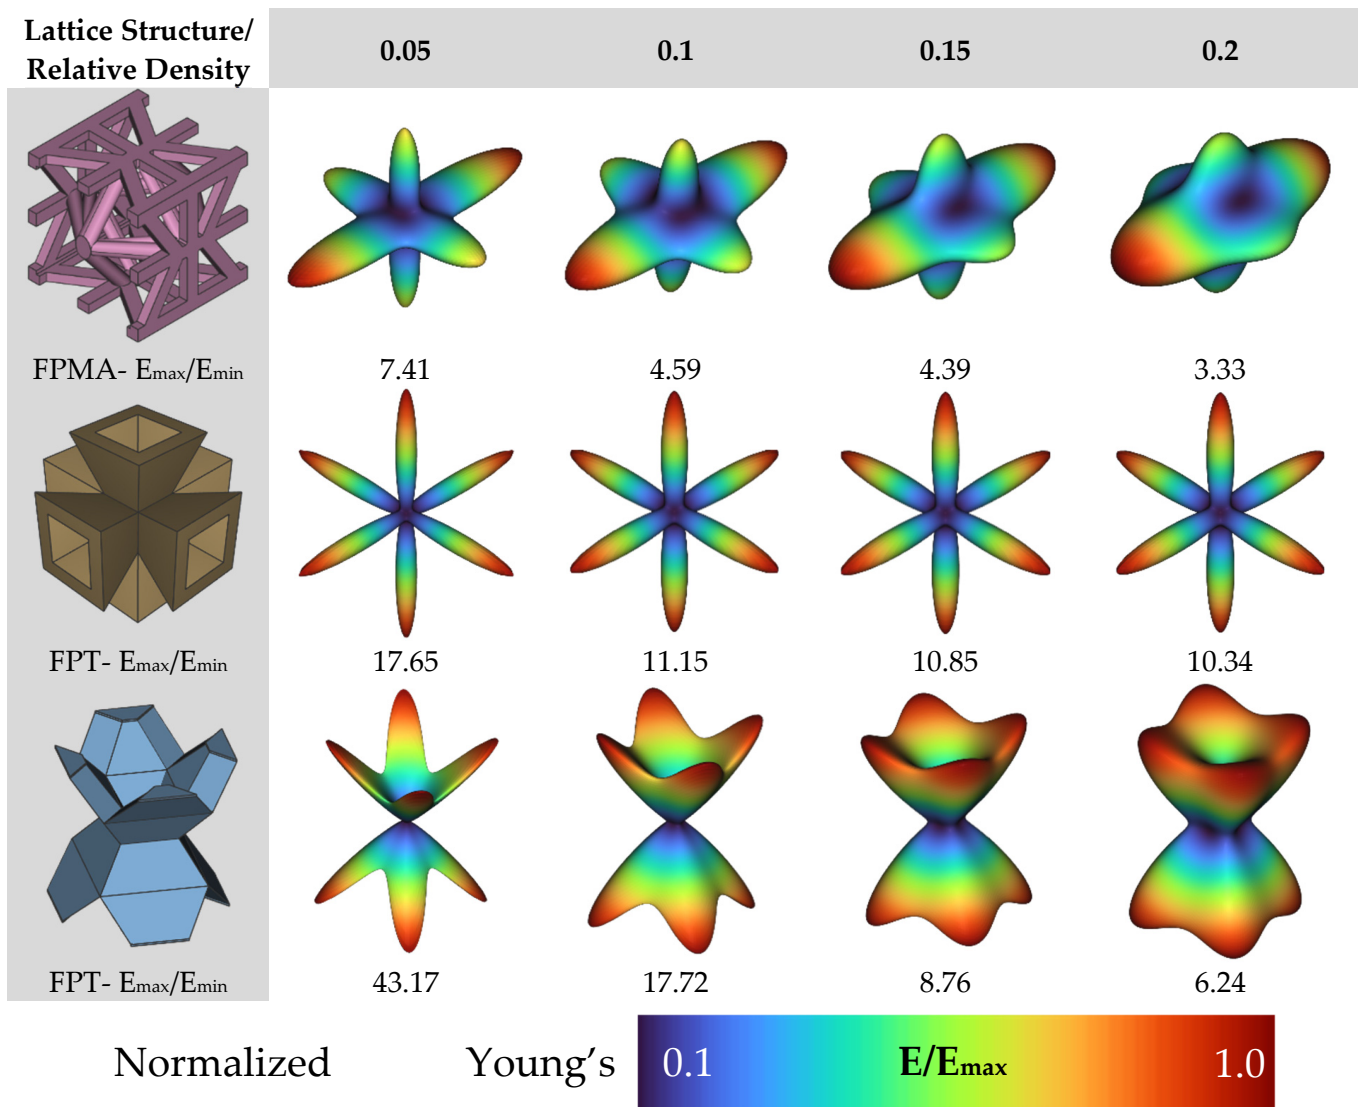 Lattice Structure/
Relative Density
0.05 0.1 0.15 0.2
FPMA- Emax/Emin 7.41 4.59 4.39 3.33
FPT- Emax/Emin 17.65 11.15 10.85 10.34
FPT- Emax/Emin 43.17 17.72 8.76 6.24
Normalized Young’s 0.1 E/Emax 1.0